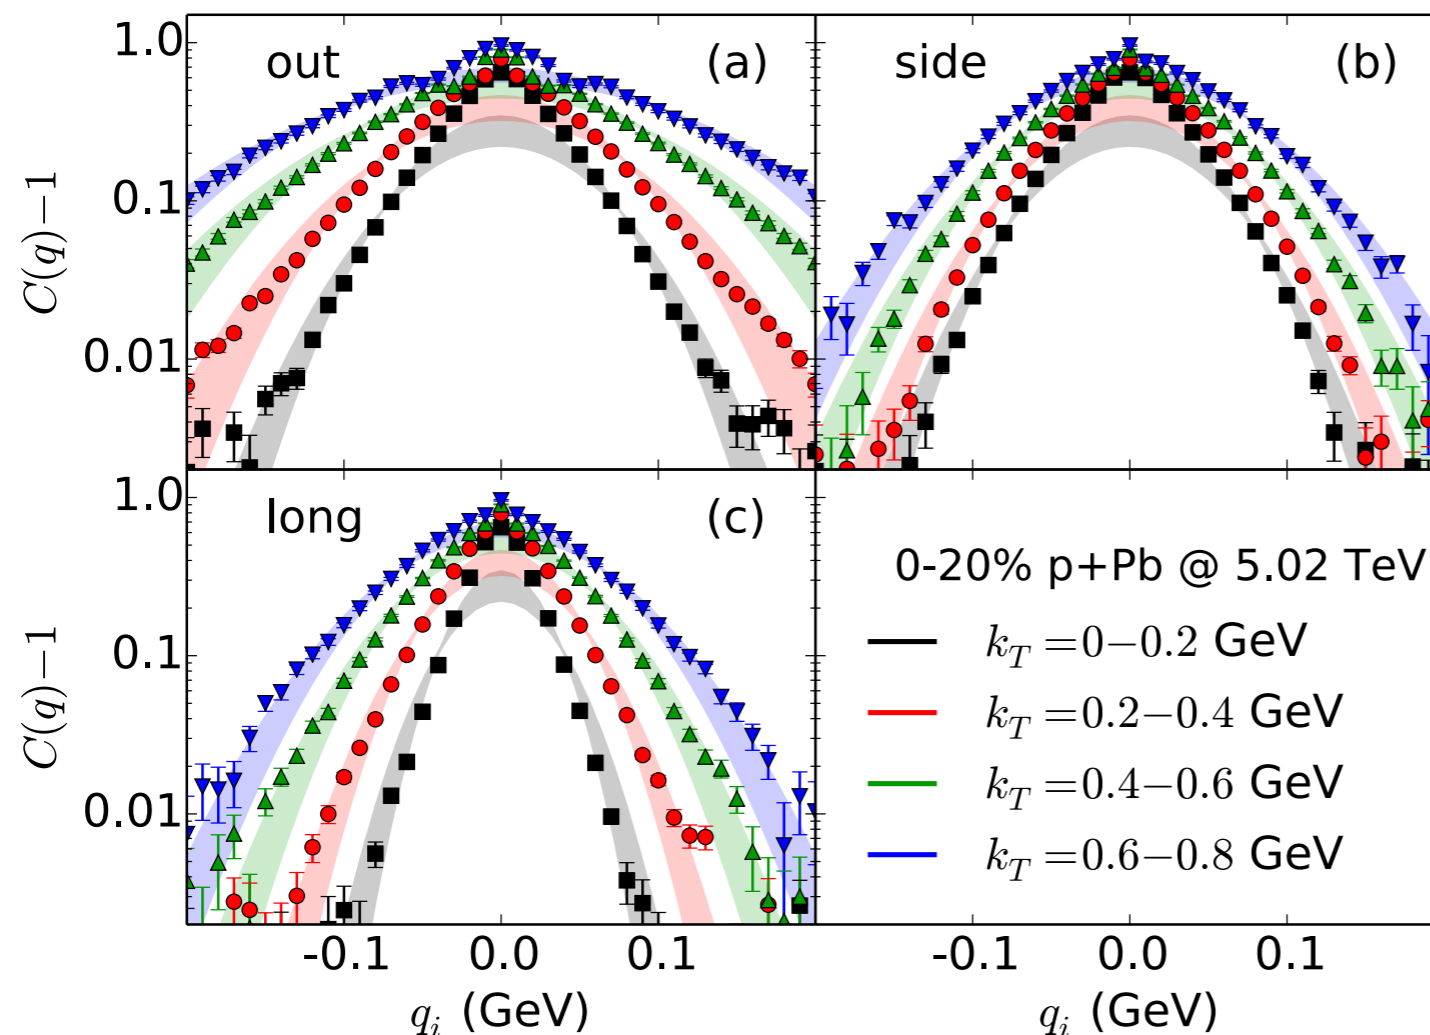 out
(a)
side
(b)
1.0
0.1
0.01
C(q)−1
long
(c)
1.0
0.1
0.01
C(q)−1
0-20% p+Pb @ 5.02 TeV
k_T =0−0.2 GeV
k_T =0.2−0.4 GeV
k_T =0.4−0.6 GeV
k_T =0.6−0.8 GeV
-0.1
0.0
0.1
-0.1
0.0
0.1
q_i (GeV)
q_i (GeV)